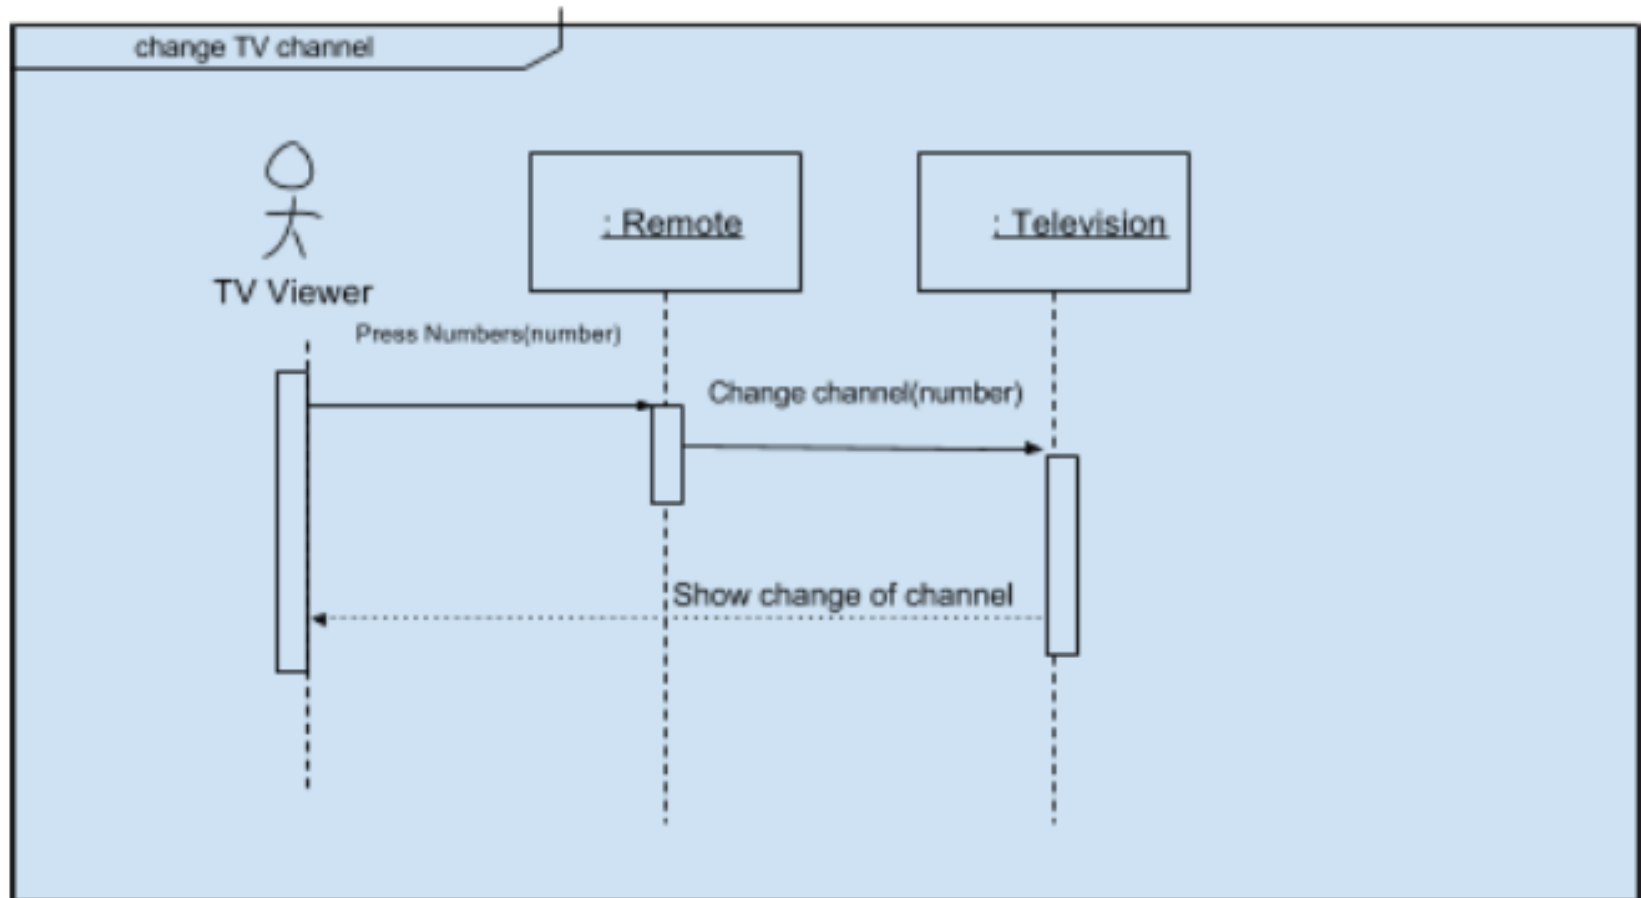 change TV channel
: Remote
: Television
TV Viewer
Press Numbers(number)
Change channel(number)
Show change of channel